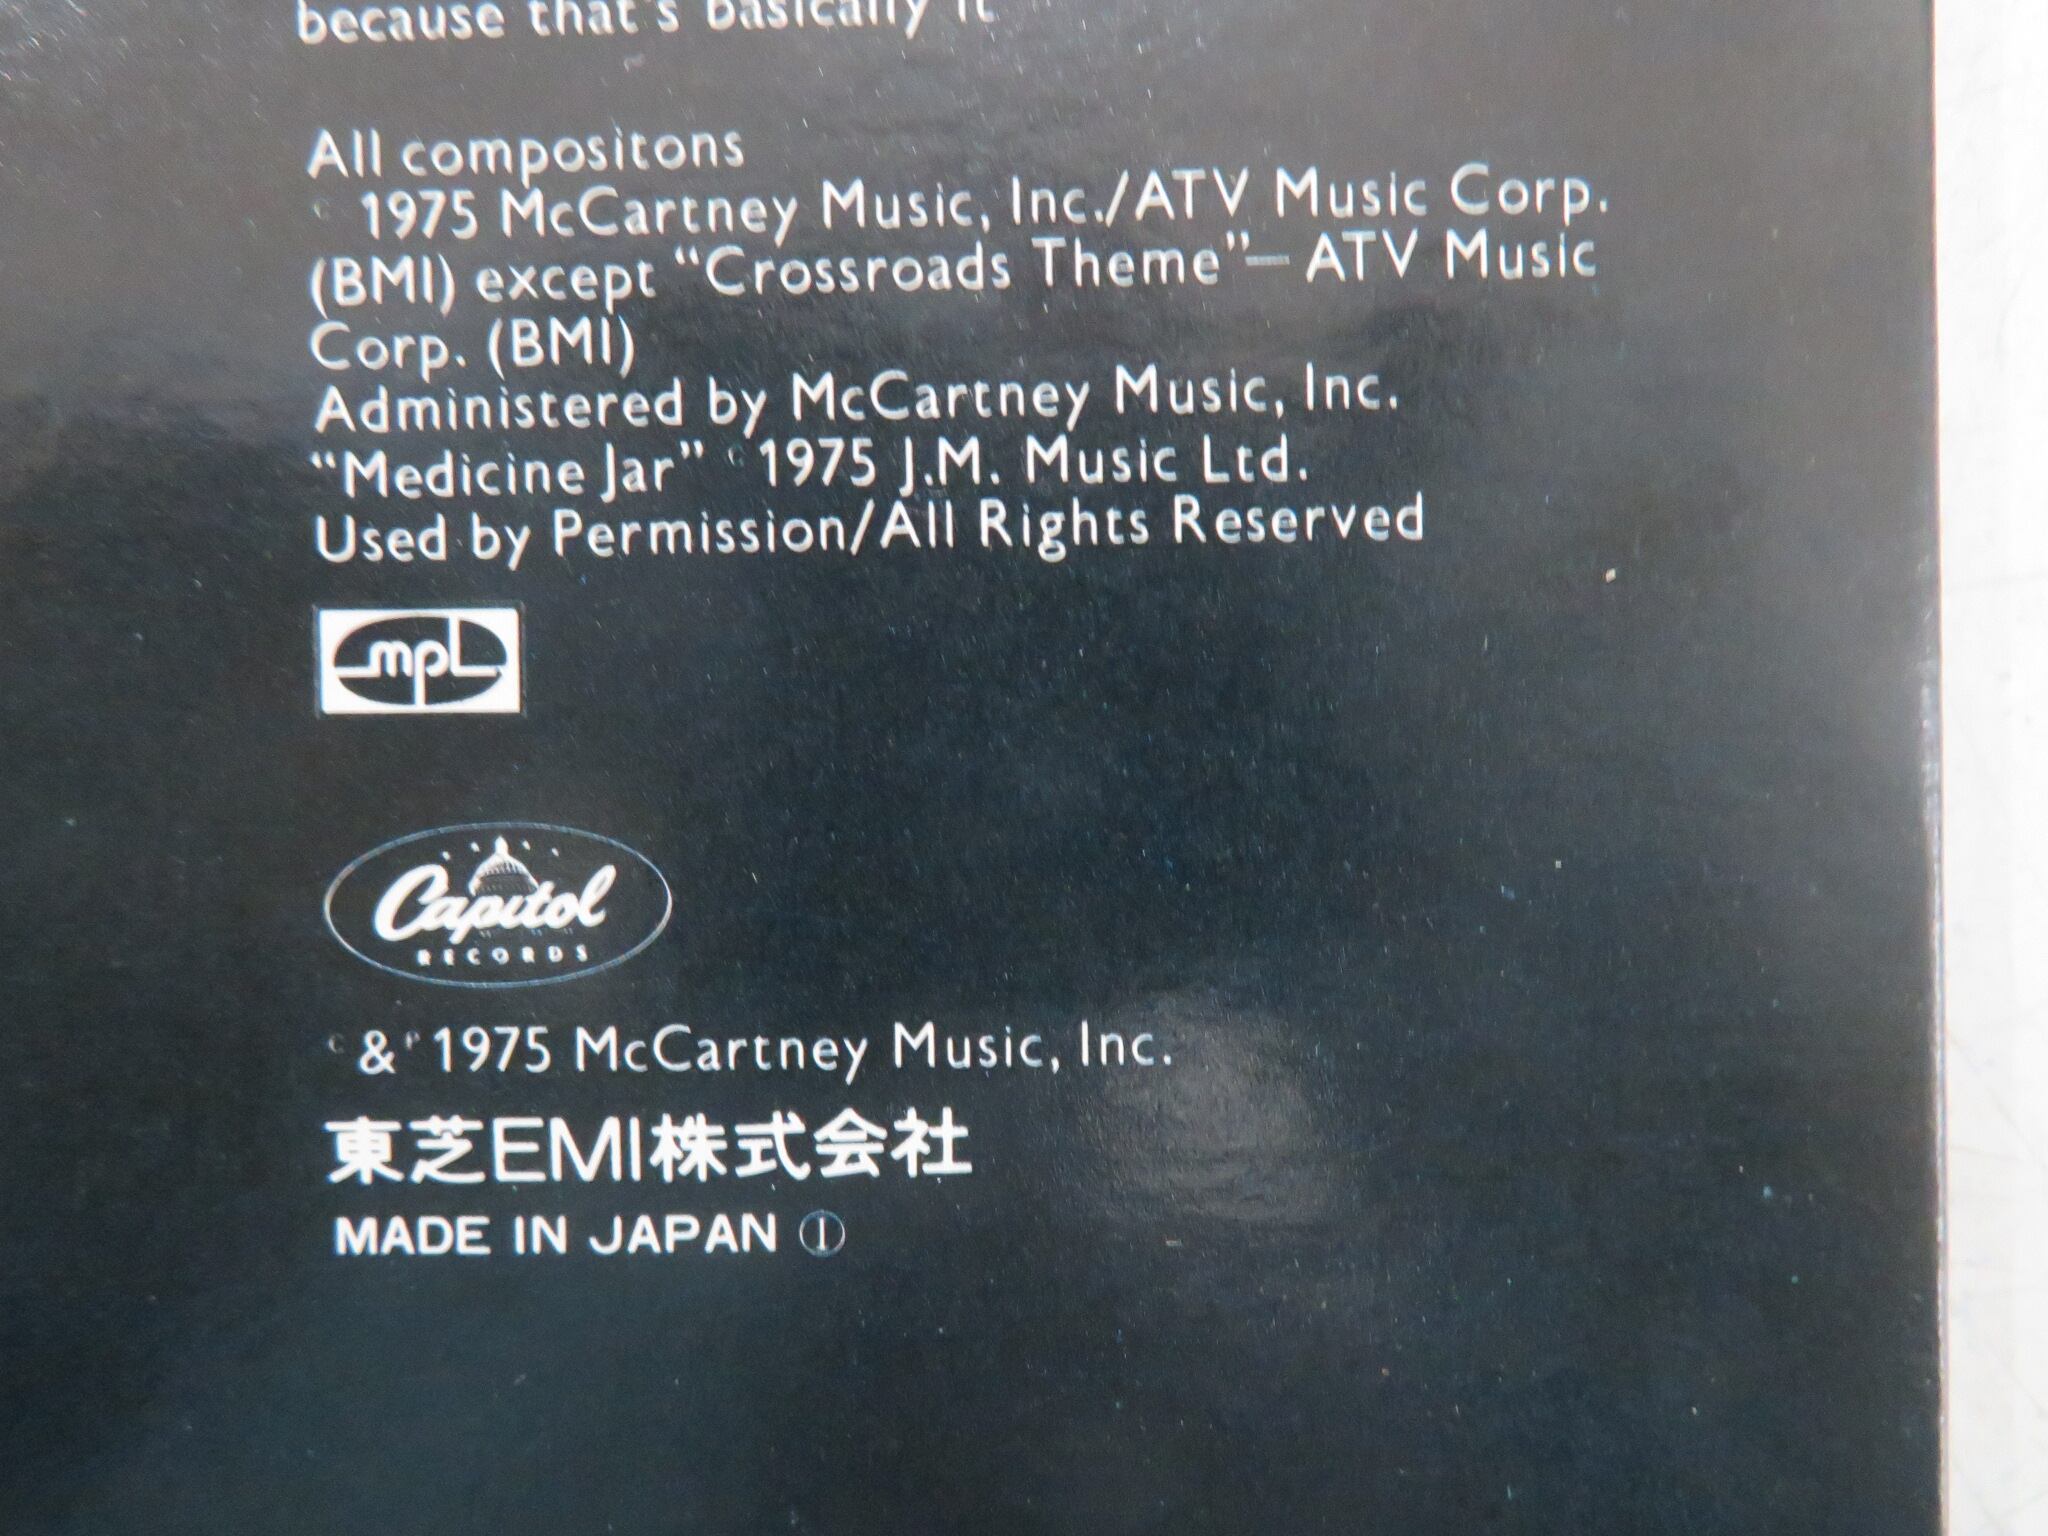 because that's basically it
All compositons
© 1975 McCartney Music, Inc./ATV Music Corp.
(BMI) except “Crossroads Theme”— ATV Music
Corp. (BMI)
Administered by McCartney Music, Inc.
“Medicine Jar” © 1975 J.M. Music Ltd.
Used by Permission/All Rights Reserved
mpl
Capitol
RECORDS
© & ℗ 1975 McCartney Music, Inc.
東芝EMI株式会社
MADE IN JAPAN Ⓘ